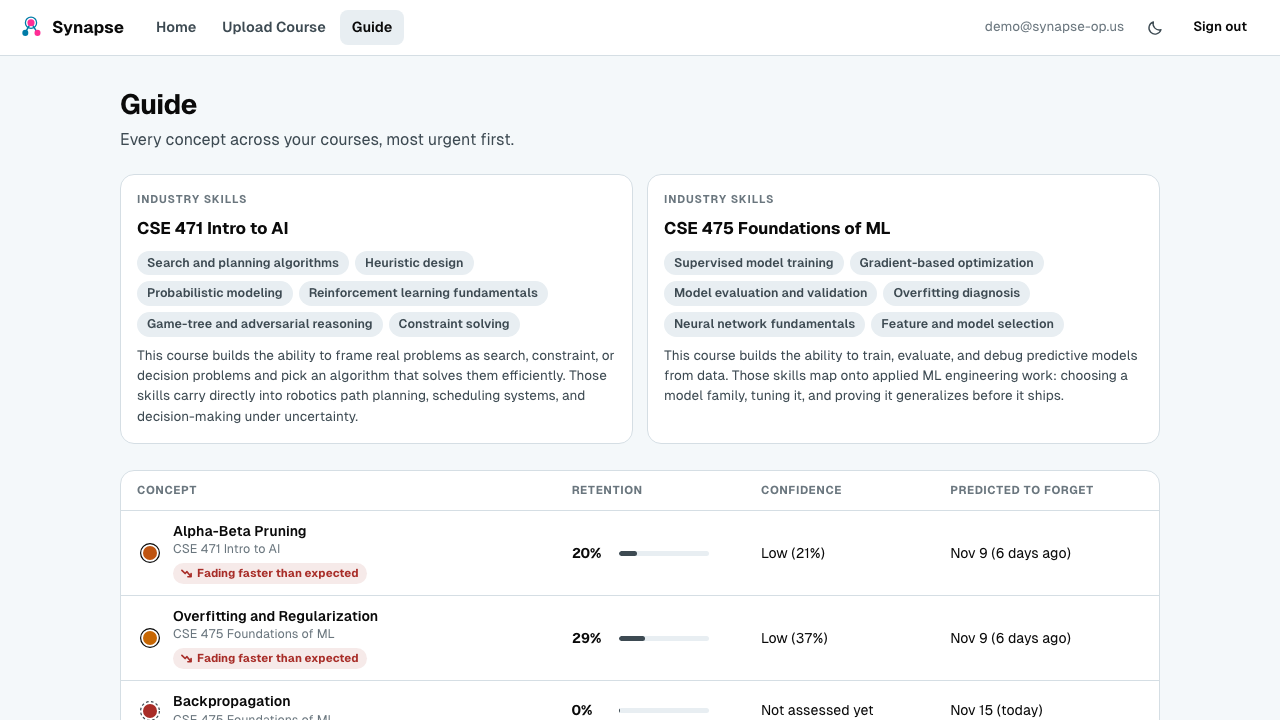 Synapse
Home
Upload Course
Guide
demo@synapse-op.us
Sign out
Guide
Every concept across your courses, most urgent first.
INDUSTRY SKILLS
CSE 471 Intro to AI
Search and planning algorithms
Heuristic design
Probabilistic modeling
Reinforcement learning fundamentals
Game-tree and adversarial reasoning
Constraint solving
This course builds the ability to frame real problems as search, constraint, or
decision problems and pick an algorithm that solves them efficiently. Those
skills carry directly into robotics path planning, scheduling systems, and
decision-making under uncertainty.
INDUSTRY SKILLS
CSE 475 Foundations of ML
Supervised model training
Gradient-based optimization
Model evaluation and validation
Overfitting diagnosis
Neural network fundamentals
Feature and model selection
This course builds the ability to train, evaluate, and debug predictive models
from data. Those skills map onto applied ML engineering work: choosing a
model family, tuning it, and proving it generalizes before it ships.
CONCEPT
RETENTION
CONFIDENCE
PREDICTED TO FORGET
Alpha-Beta Pruning
CSE 471 Intro to AI
Fading faster than expected
20%
Low (21%)
Nov 9 (6 days ago)
Overfitting and Regularization
CSE 475 Foundations of ML
Fading faster than expected
29%
Low (37%)
Nov 9 (6 days ago)
Backpropagation
CSE 475 Foundations of ML
0%
Not assessed yet
Nov 15 (today)